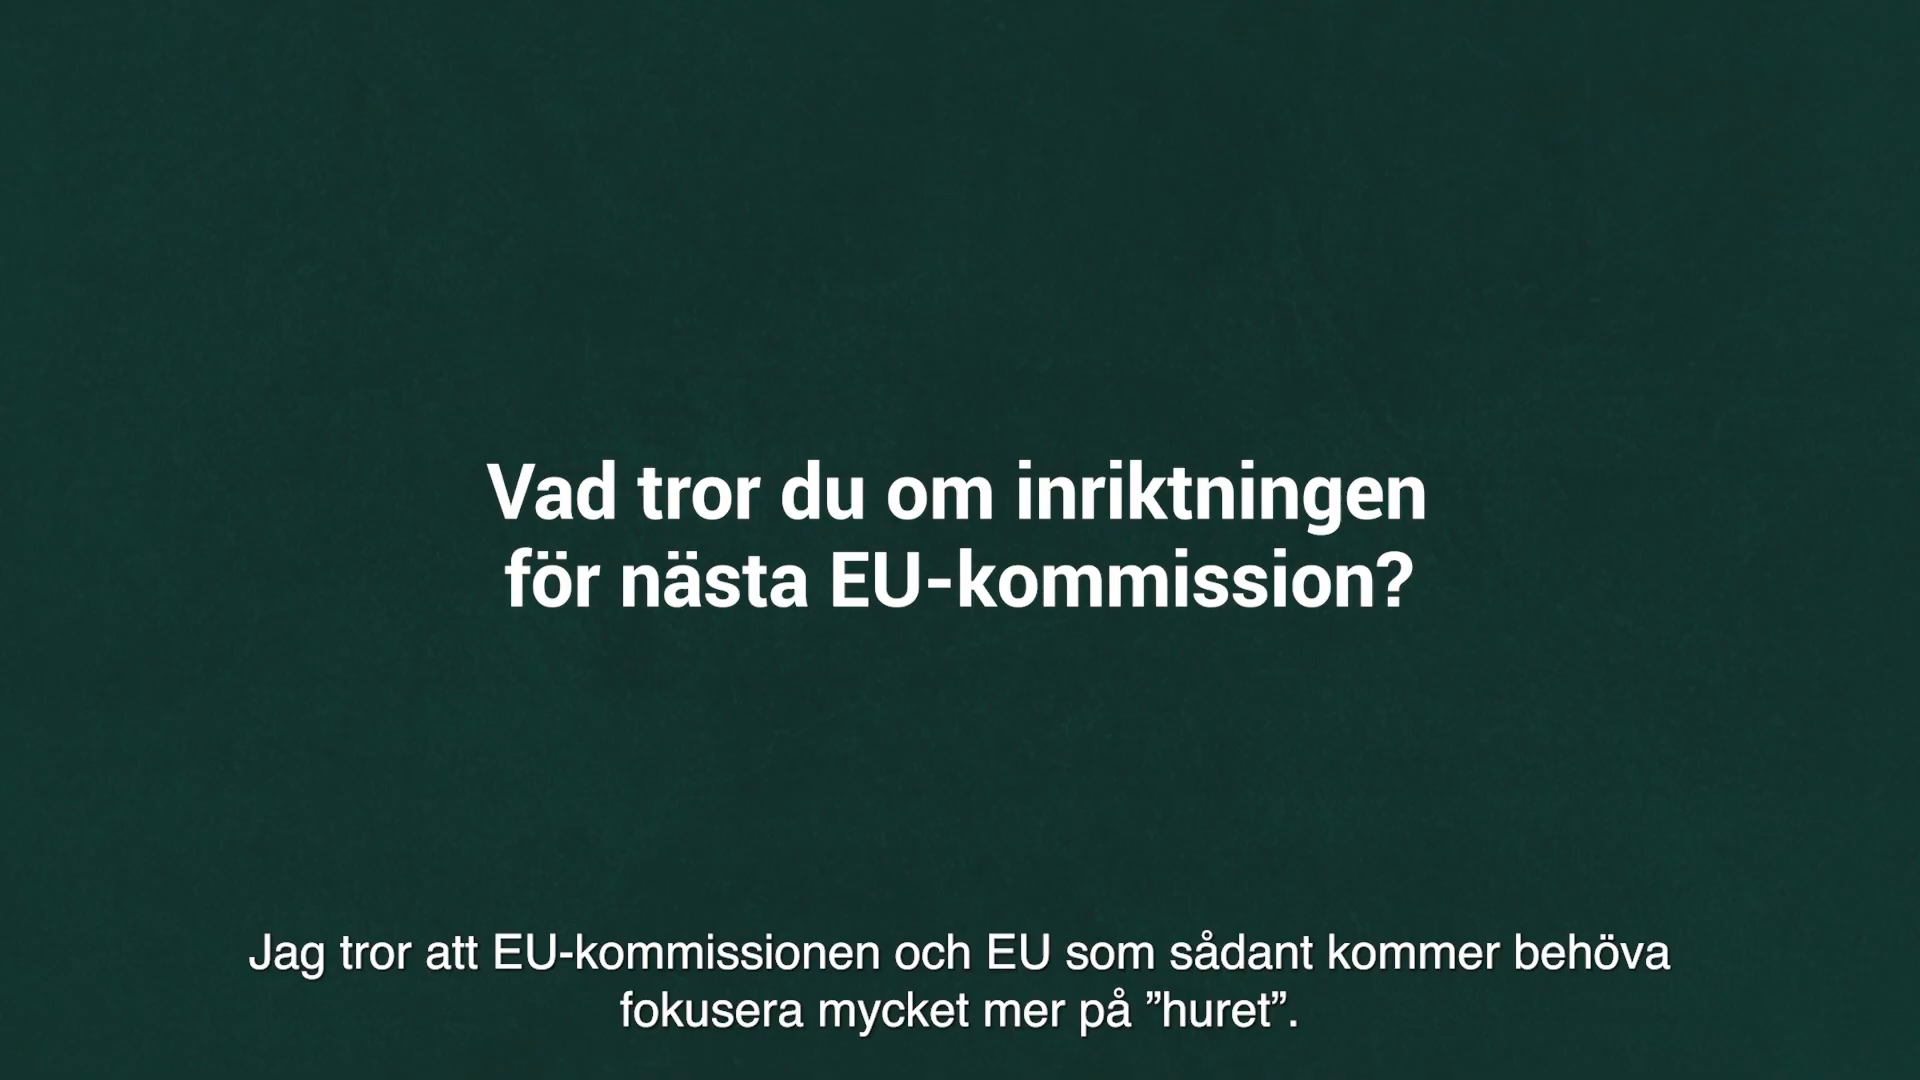 Vad tror du om inriktningen
för nästa EU-kommission?
Jag tror att EU-kommissionen och EU som sådant kommer behöva
fokusera mycket mer på ”huret”.